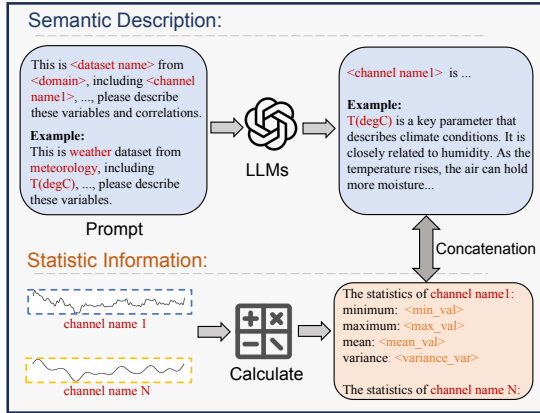 Semantic Description:
This is <dataset name> from
<domain>, including <channel
name1>, ..., please describe
these variables and correlations.
Example:
This is weather dataset from
meteorology, including
T(degC), ..., please describe
these variables.
Prompt
LLMs
<channel name1> is ...
Example:
T(degC) is a key parameter that
describes climate conditions. It is
closely related to humidity. As the
temperature rises, the air can hold
more moisture...
Concatenation
Statistic Information:
channel name 1
channel name N
Calculate
The statistics of channel name1:
minimum: <min_val>
maximum: <max_val>
mean: <mean_val>
variance: <variance_var>
The statistics of channel name N: